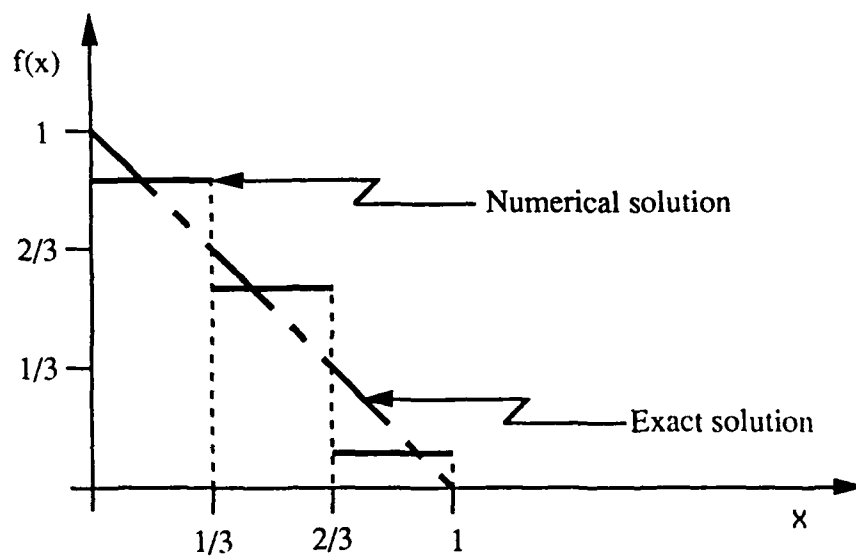 f(x)
1
Numerical solution
2/3
1/3
Exact solution
1/3 2/3 1
x